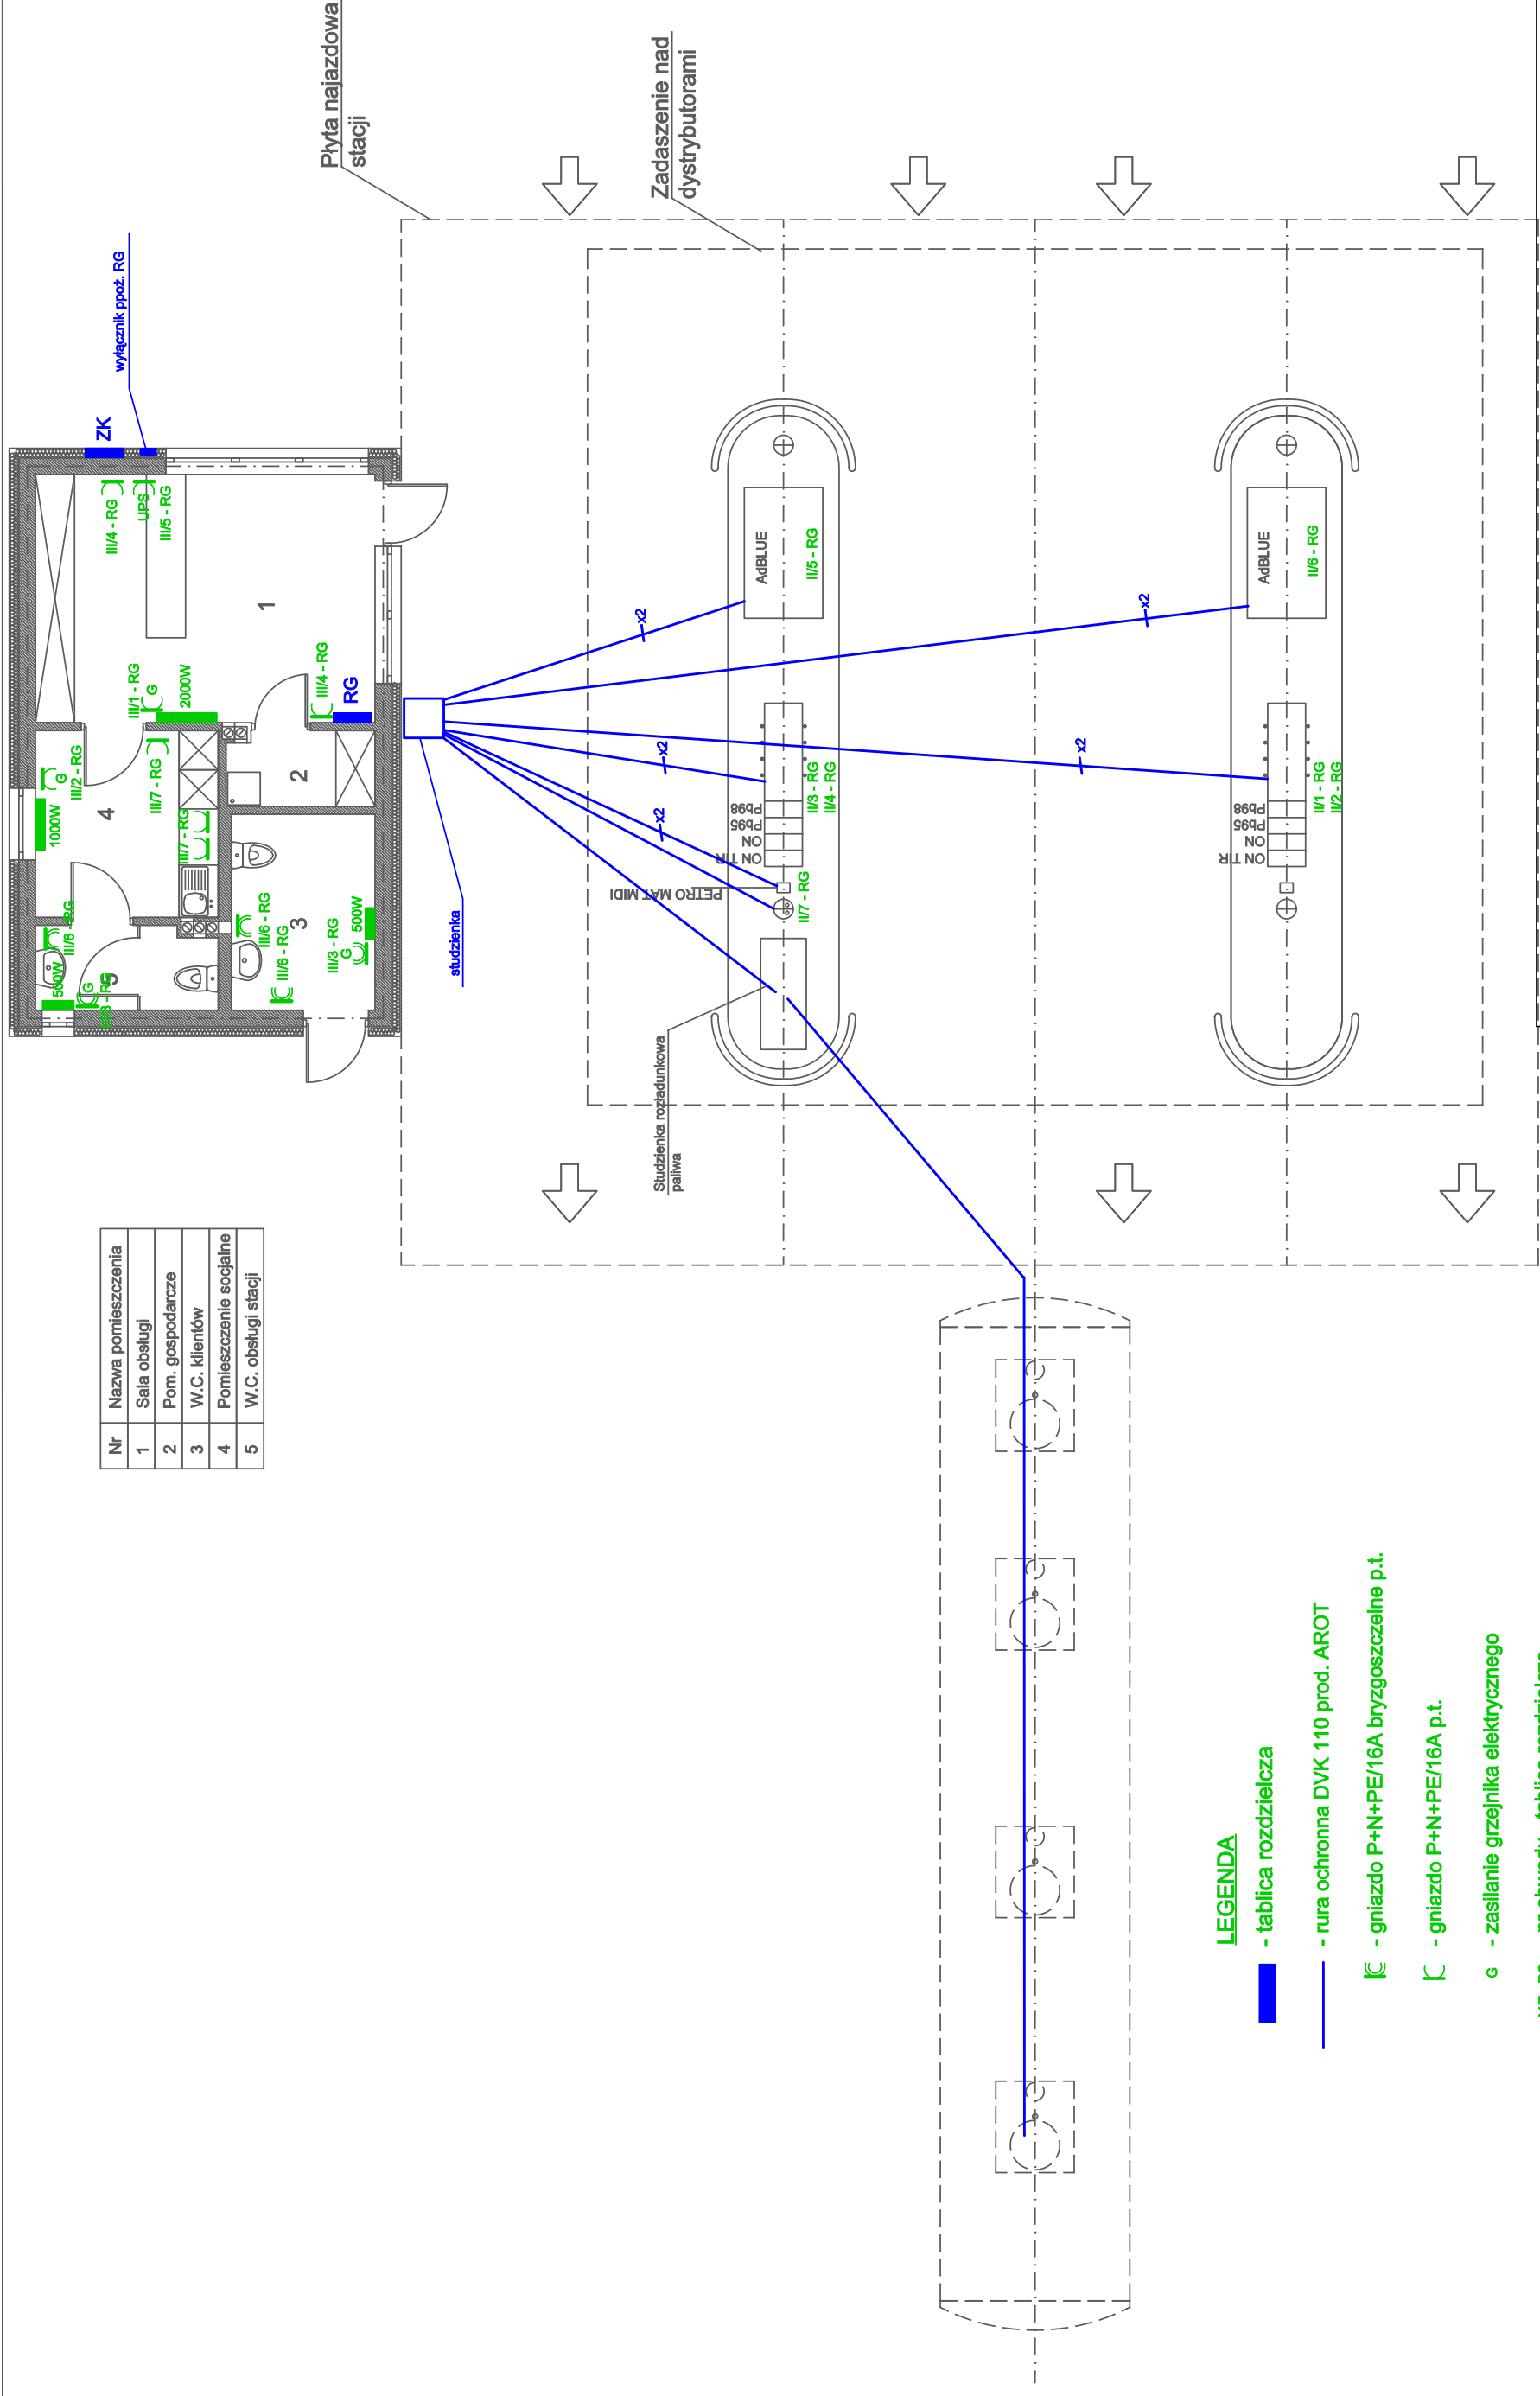 Płyta najazdowa
stacji
Zadaszenie nad
dystrybutorami
wyłącznik ppoż. RG
ZK
III/4 - RG
UPS
III/5 - RG
1
III/1 - RG
G
2000W
III/4 - RG
RG
G
III/2 - RG
1000W
4
III/7 - RG
III/7 - RG
2
III/6 - RG
500W
G
III/3 - RG
5
III/6 - RG
III/6 - RG
3
III/3 - RG
G
500W
studzienka
x2
x2
x2
x2
x2
AdBLUE
II/5 - RG
AdBLUE
II/6 - RG
Pb98
Pb95
ON
ON TIR
II/3 - RG
II/4 - RG
PETRO MAT MIDI
II/7 - RG
Pb98
Pb95
ON
ON TIR
II/1 - RG
II/2 - RG
Studzienka rozładunkowa
paliwa
Nr Nazwa pomieszczenia
1 Sala obsługi
2 Pom. gospodarcze
3 W.C. klientów
4 Pomieszczenie socjalne
5 W.C. obsługi stacji
LEGENDA
- tablica rozdzielcza
- rura ochronna DVK 110 prod. AROT
- gniazdo P+N+PE/16A bryzgoszczelne p.t.
- gniazdo P+N+PE/16A p.t.
G - zasilanie grzejnika elektrycznego